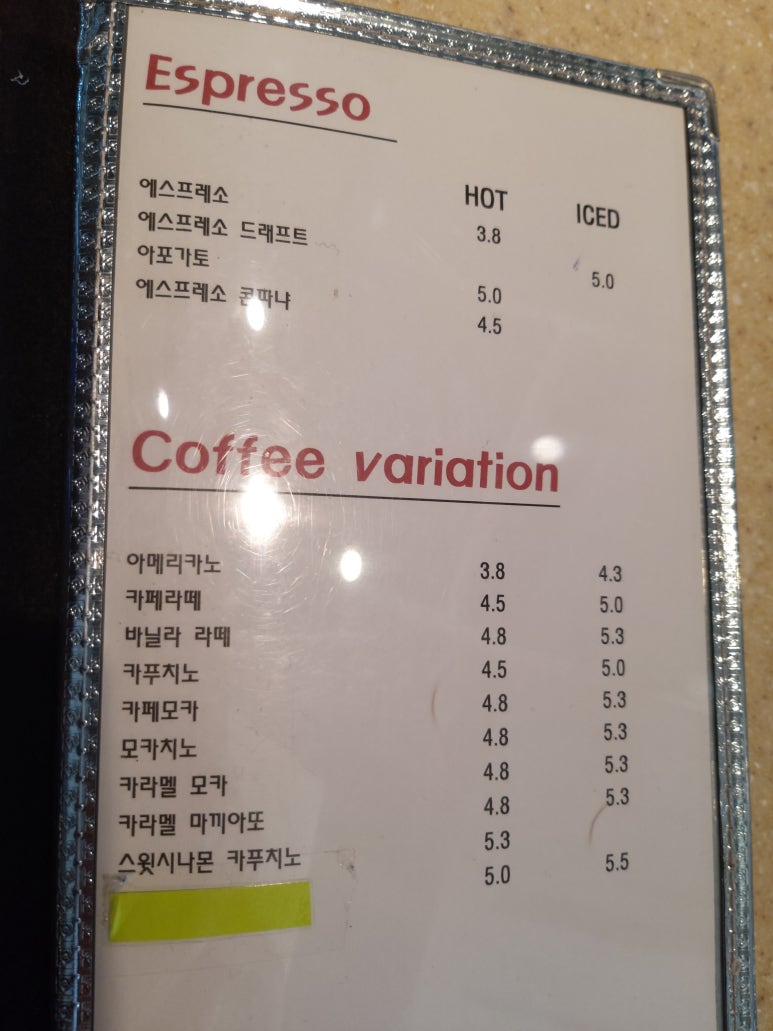 Espresso
HOT ICED
에스프레소 3.8
에스프레소 드래프트 5.0
아포가토 5.0
에스프레소 콘파냐 4.5
Coffee variation
아메리카노 3.8 4.3
카페라떼 4.5 5.0
바닐라 라떼 4.8 5.3
카푸치노 4.5 5.0
카페모카 4.8 5.3
모카치노 4.8 5.3
카라멜 모카 4.8 5.3
카라멜 마끼아또 4.8 5.3
스윗시나몬 카푸치노 5.3
5.0 5.5